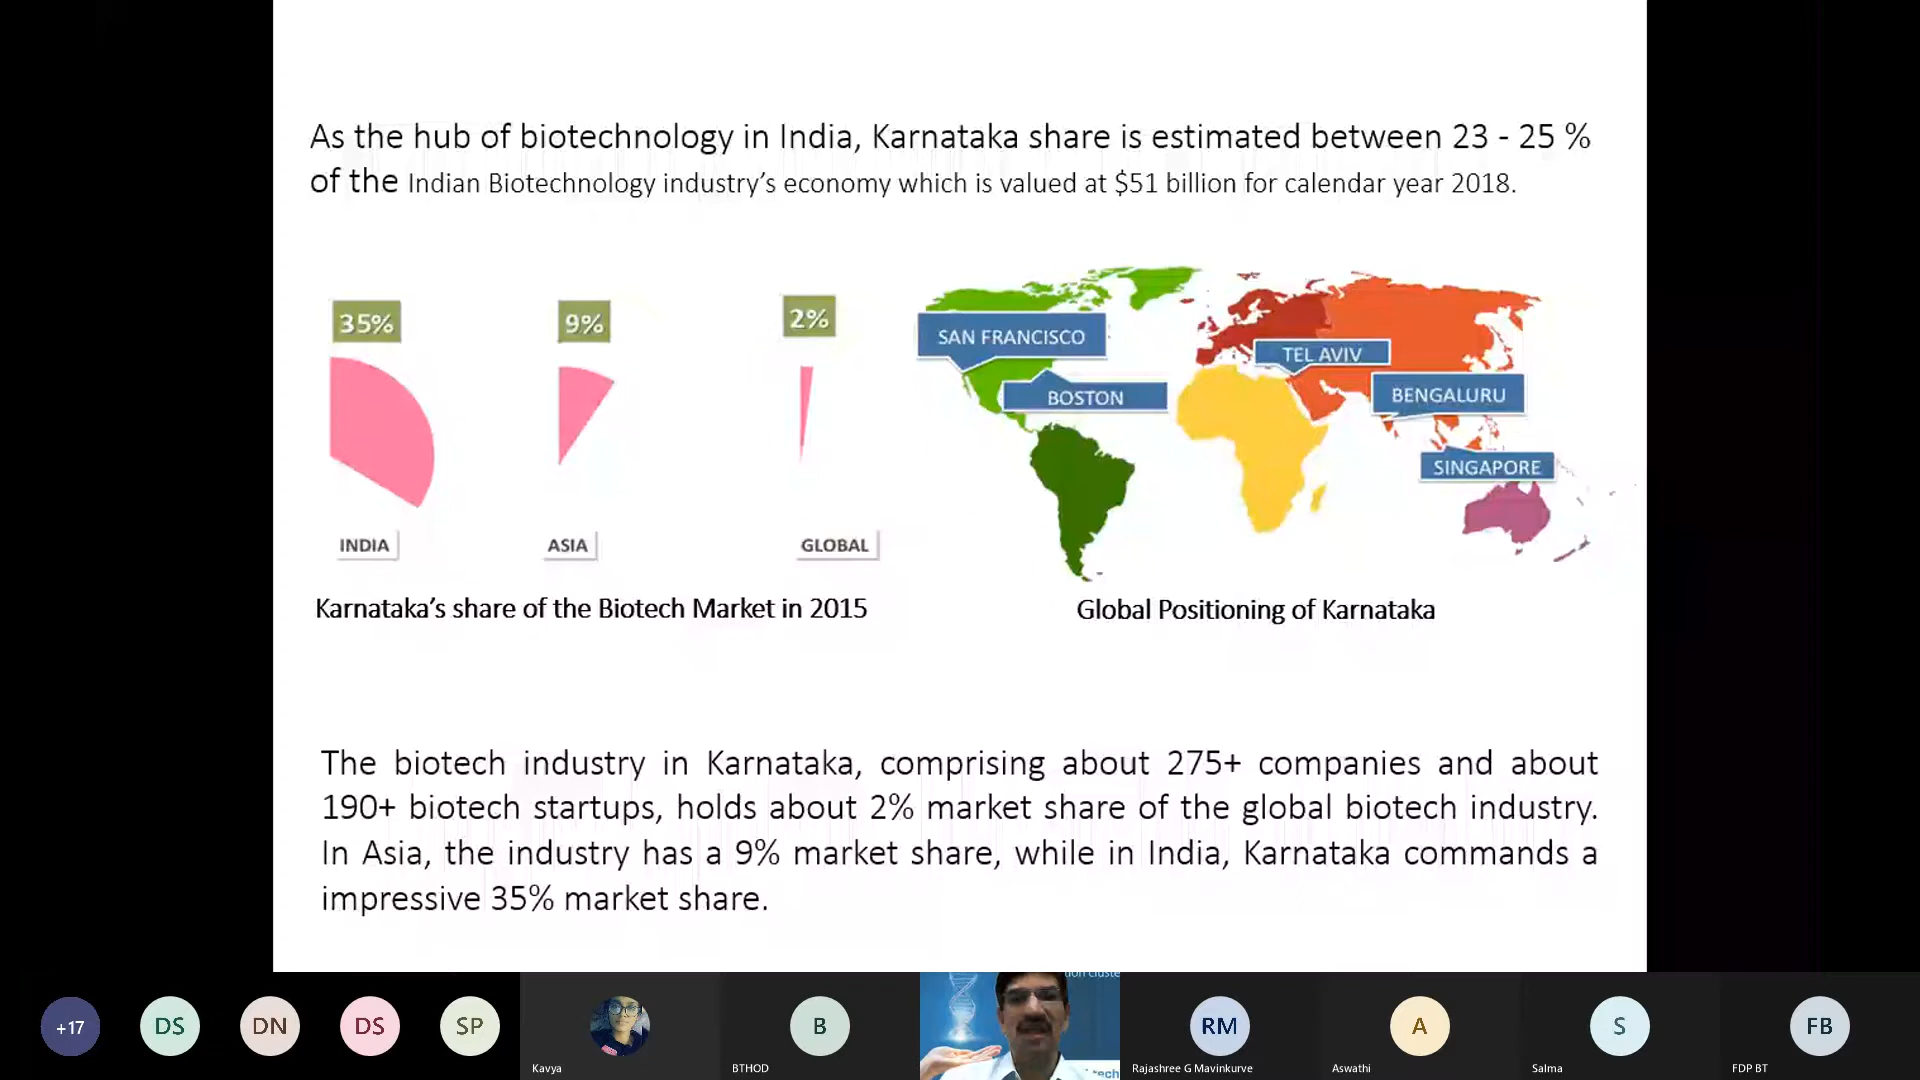 As the hub of biotechnology in India, Karnataka share is estimated between 23 - 25 %
of the Indian Biotechnology industry’s economy which is valued at $51 billion for calendar year 2018.
35%
9%
2%
INDIA
ASIA
GLOBAL
Karnataka’s share of the Biotech Market in 2015
SAN FRANCISCO
BOSTON
TEL AVIV
BENGALURU
SINGAPORE
Global Positioning of Karnataka
The biotech industry in Karnataka, comprising about 275+ companies and about
190+ biotech startups, holds about 2% market share of the global biotech industry.
In Asia, the industry has a 9% market share, while in India, Karnataka commands a
impressive 35% market share.
+17
DS
DN
DS
SP
Kavya
B
BTHOD
RM
Rajashree G Mavinkurve
A
Aswathi
S
Salma
FB
FDP BT